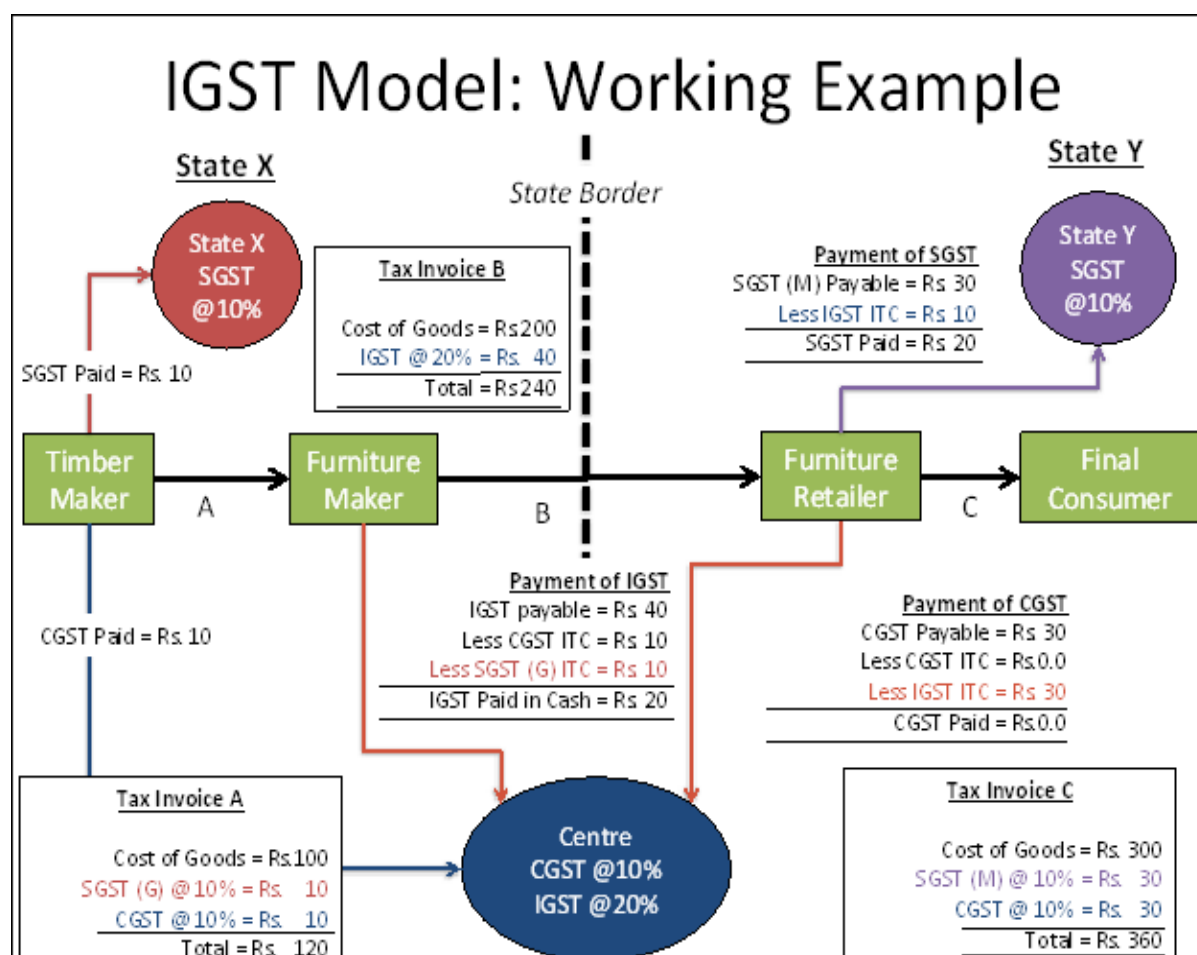 IGST Model: Working Example
State X
State Border
State Y
State X
SGST
@10%
Tax Invoice B
Cost of Goods = Rs200
IGST @ 20% = Rs. 40
Total = Rs240
Payment of SGST
SGST (M) Payable = Rs. 30
Less IGST ITC = Rs. 10
SGST Paid = Rs. 20
State Y
SGST
@10%
SGST Paid = Rs. 10
Timber
Maker
A
Furniture
Maker
B
Furniture
Retailer
C
Final
Consumer
CGST Paid = Rs. 10
Payment of IGST
IGST payable = Rs. 40
Less CGST ITC = Rs. 10
Less SGST (G) ITC = Rs. 10
IGST Paid in Cash = Rs. 20
Payment of CGST
CGST Payable = Rs. 30
Less CGST ITC = Rs.0.0
Less IGST ITC = Rs. 30
CGST Paid = Rs.0.0
Tax Invoice A
Cost of Goods = Rs.100
SGST (G) @ 10% = Rs. 10
CGST @ 10% = Rs. 10
Total = Rs. 120
Centre
CGST @10%
IGST @20%
Tax Invoice C
Cost of Goods = Rs. 300
SGST (M) @ 10% = Rs. 30
CGST @ 10% = Rs. 30
Total = Rs. 360